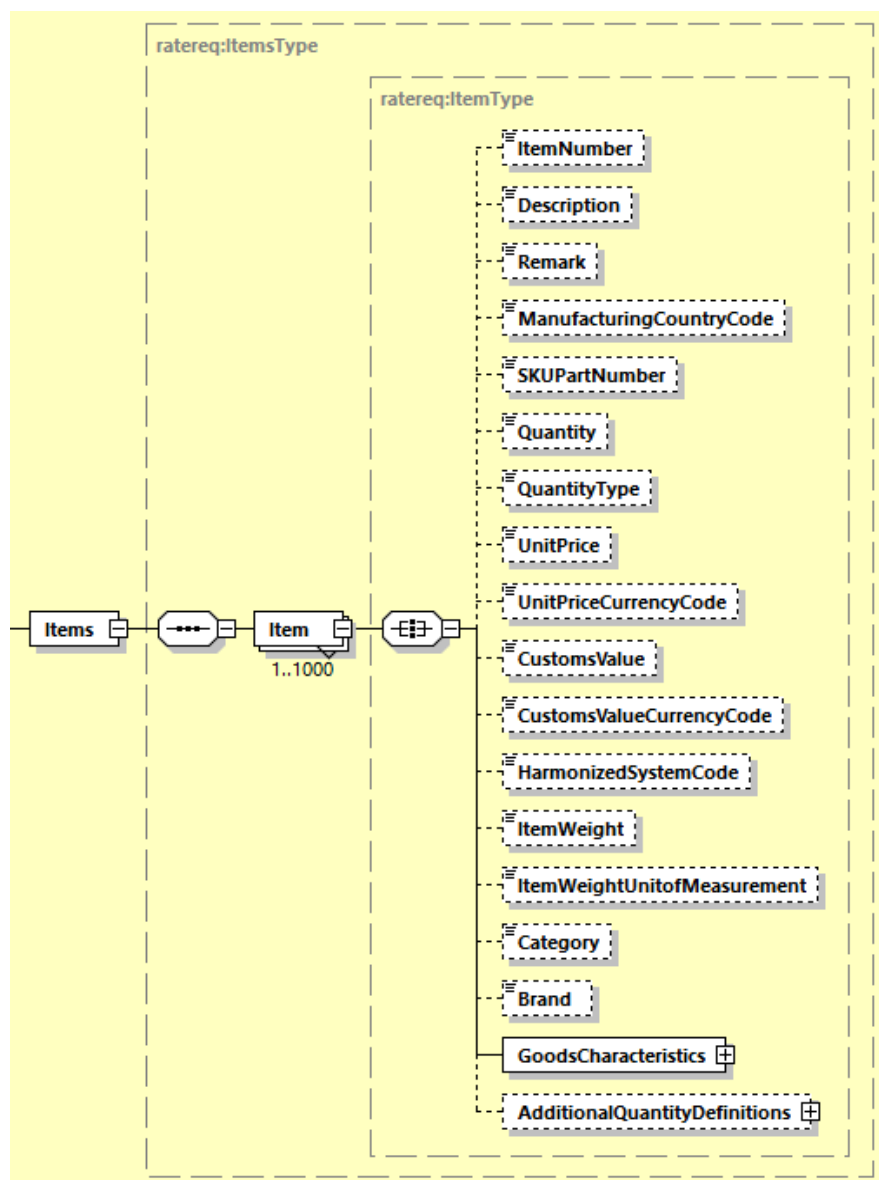 ratereq:ItemsType
ratereq:ItemType
ItemNumber
Description
Remark
ManufacturingCountryCode
SKUPartNumber
Quantity
QuantityType
UnitPrice
UnitPriceCurrencyCode
Items
Item
1..1000
CustomsValue
CustomsValueCurrencyCode
HarmonizedSystemCode
ItemWeight
ItemWeightUnitofMeasurement
Category
Brand
GoodsCharacteristics
AdditionalQuantityDefinitions